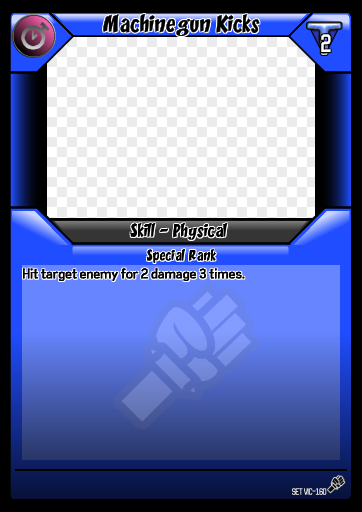 Machinegun Kicks
2
Skill - Physical
Special Rank
Hit target enemy for 2 damage 3 times.
SET VIC-160